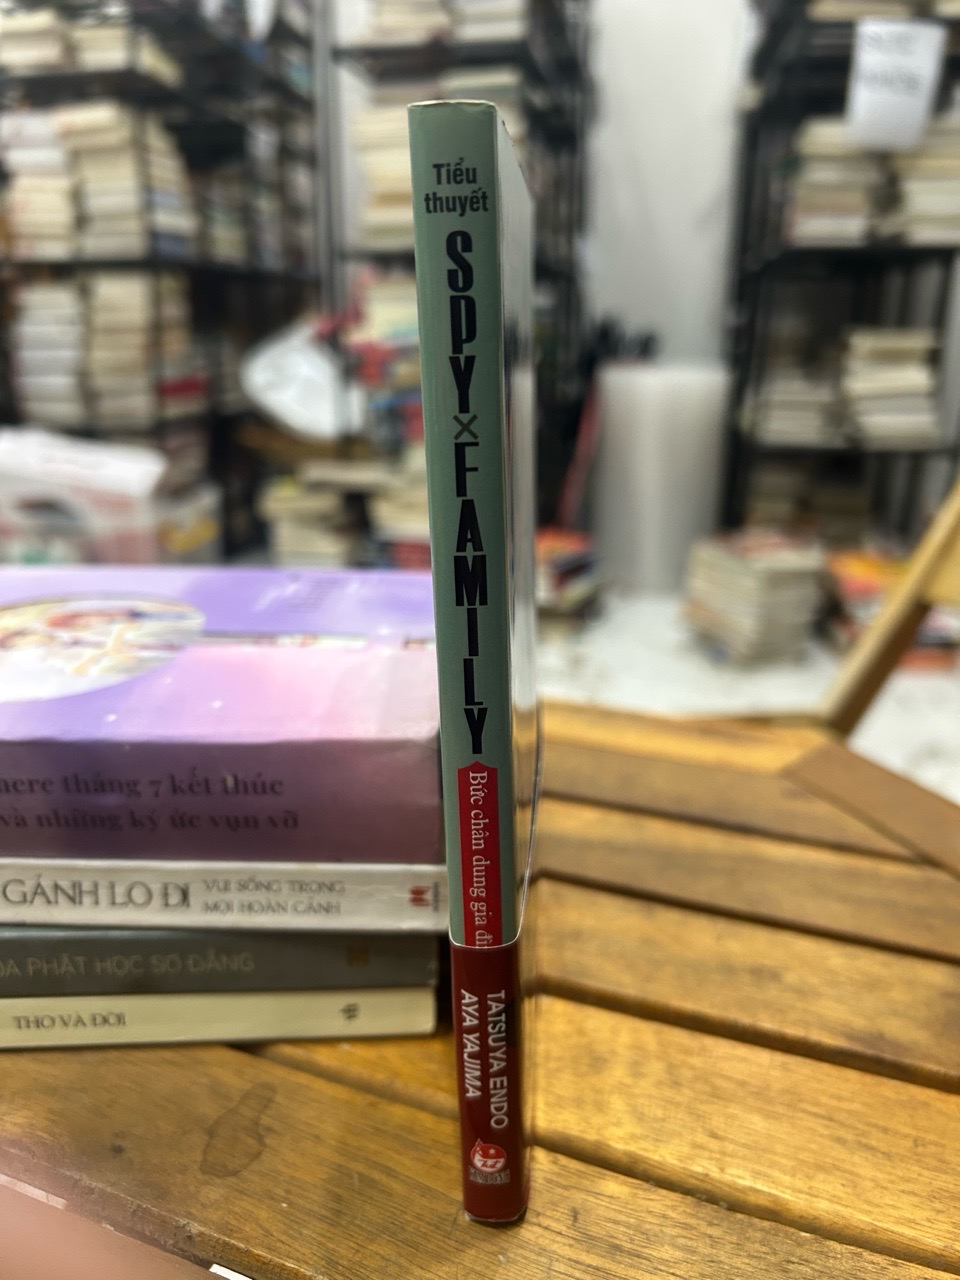 Tiểu
thuyết
SPY×FAMILY
Bức chân dung gia
TATSUYA ENDO
AYA YAJIMA
tháng 7 kết thúc
và những ký ức vụn vỡ
GÁNH LO ĐI
VUI SỐNG TRONG
MỌI HOÀN CẢNH
PHẬT HỌC SƠ ĐẲNG
THƠ VÀ ĐỜI